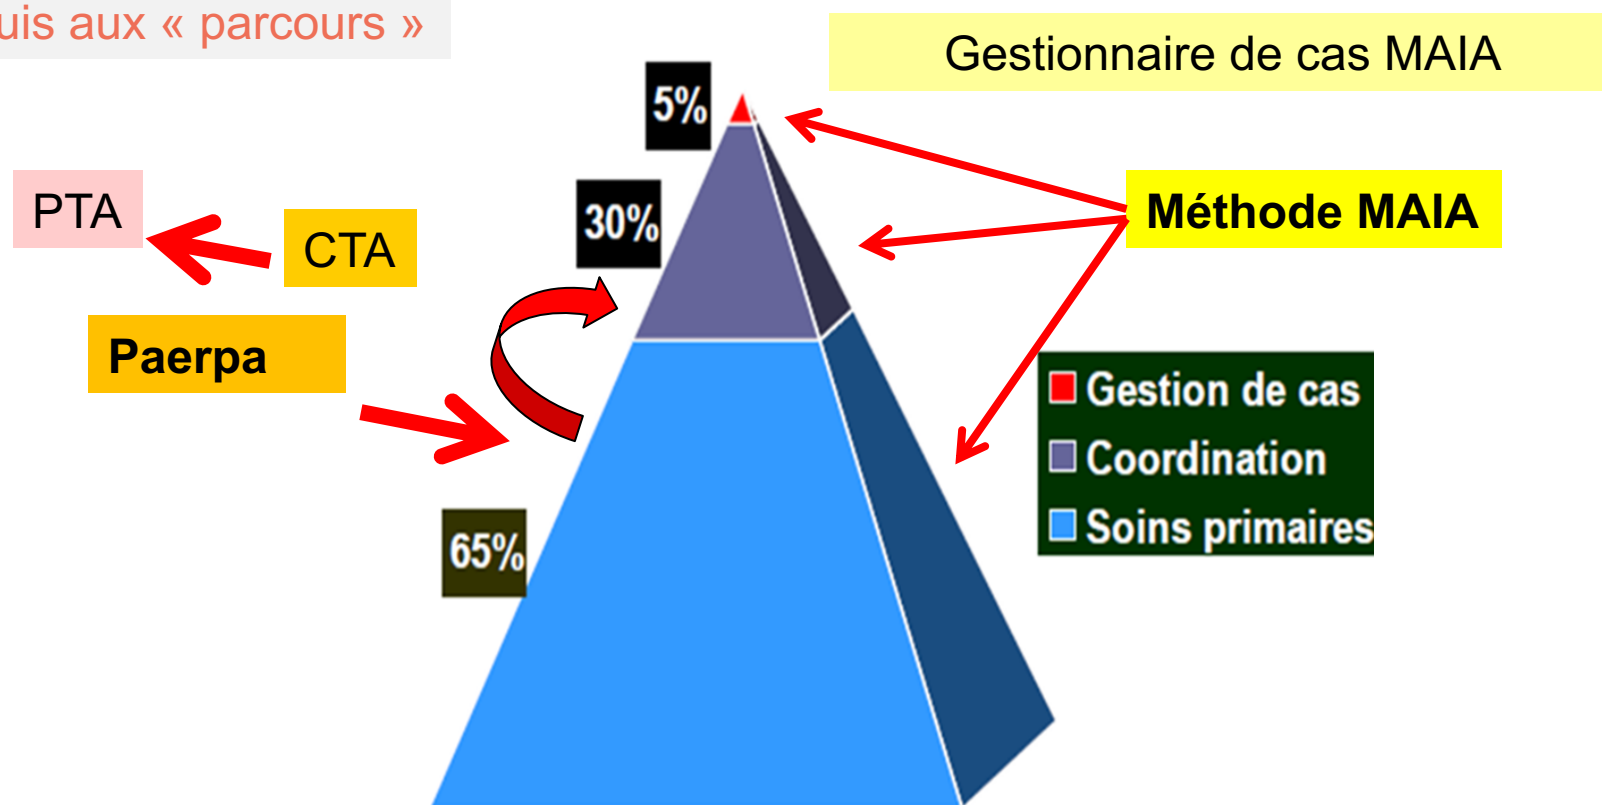 uis aux « parcours »
Gestionnaire de cas MAIA
5%
PTA
30%
Méthode MAIA
CTA
Paerpa
Gestion de cas
Coordination
Soins primaires
65%